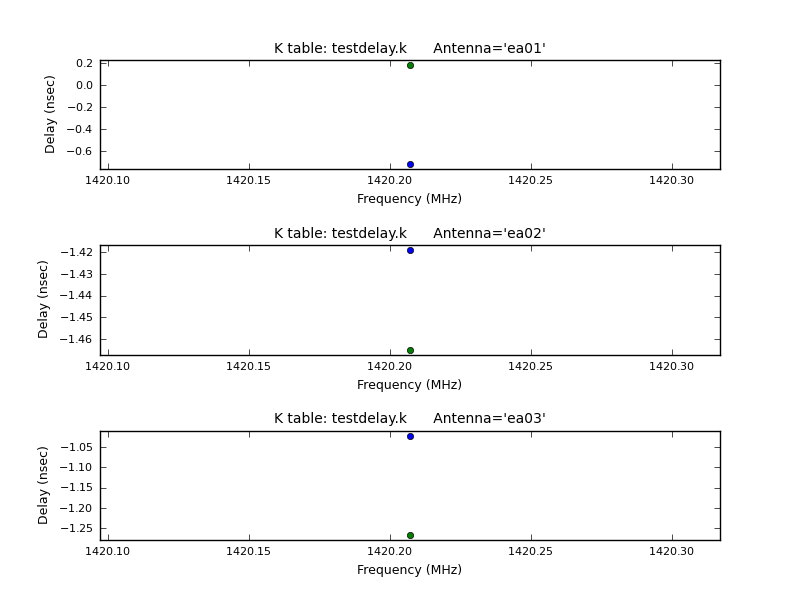 K table: testdelay.k Antenna='ea01'
0.2
0.0
−0.2
−0.4
−0.6
Delay (nsec)
1420.10 1420.15 1420.20 1420.25 1420.30
Frequency (MHz)
K table: testdelay.k Antenna='ea02'
−1.42
−1.43
−1.44
−1.45
−1.46
Delay (nsec)
1420.10 1420.15 1420.20 1420.25 1420.30
Frequency (MHz)
K table: testdelay.k Antenna='ea03'
−1.05
−1.10
−1.15
−1.20
−1.25
Delay (nsec)
1420.10 1420.15 1420.20 1420.25 1420.30
Frequency (MHz)